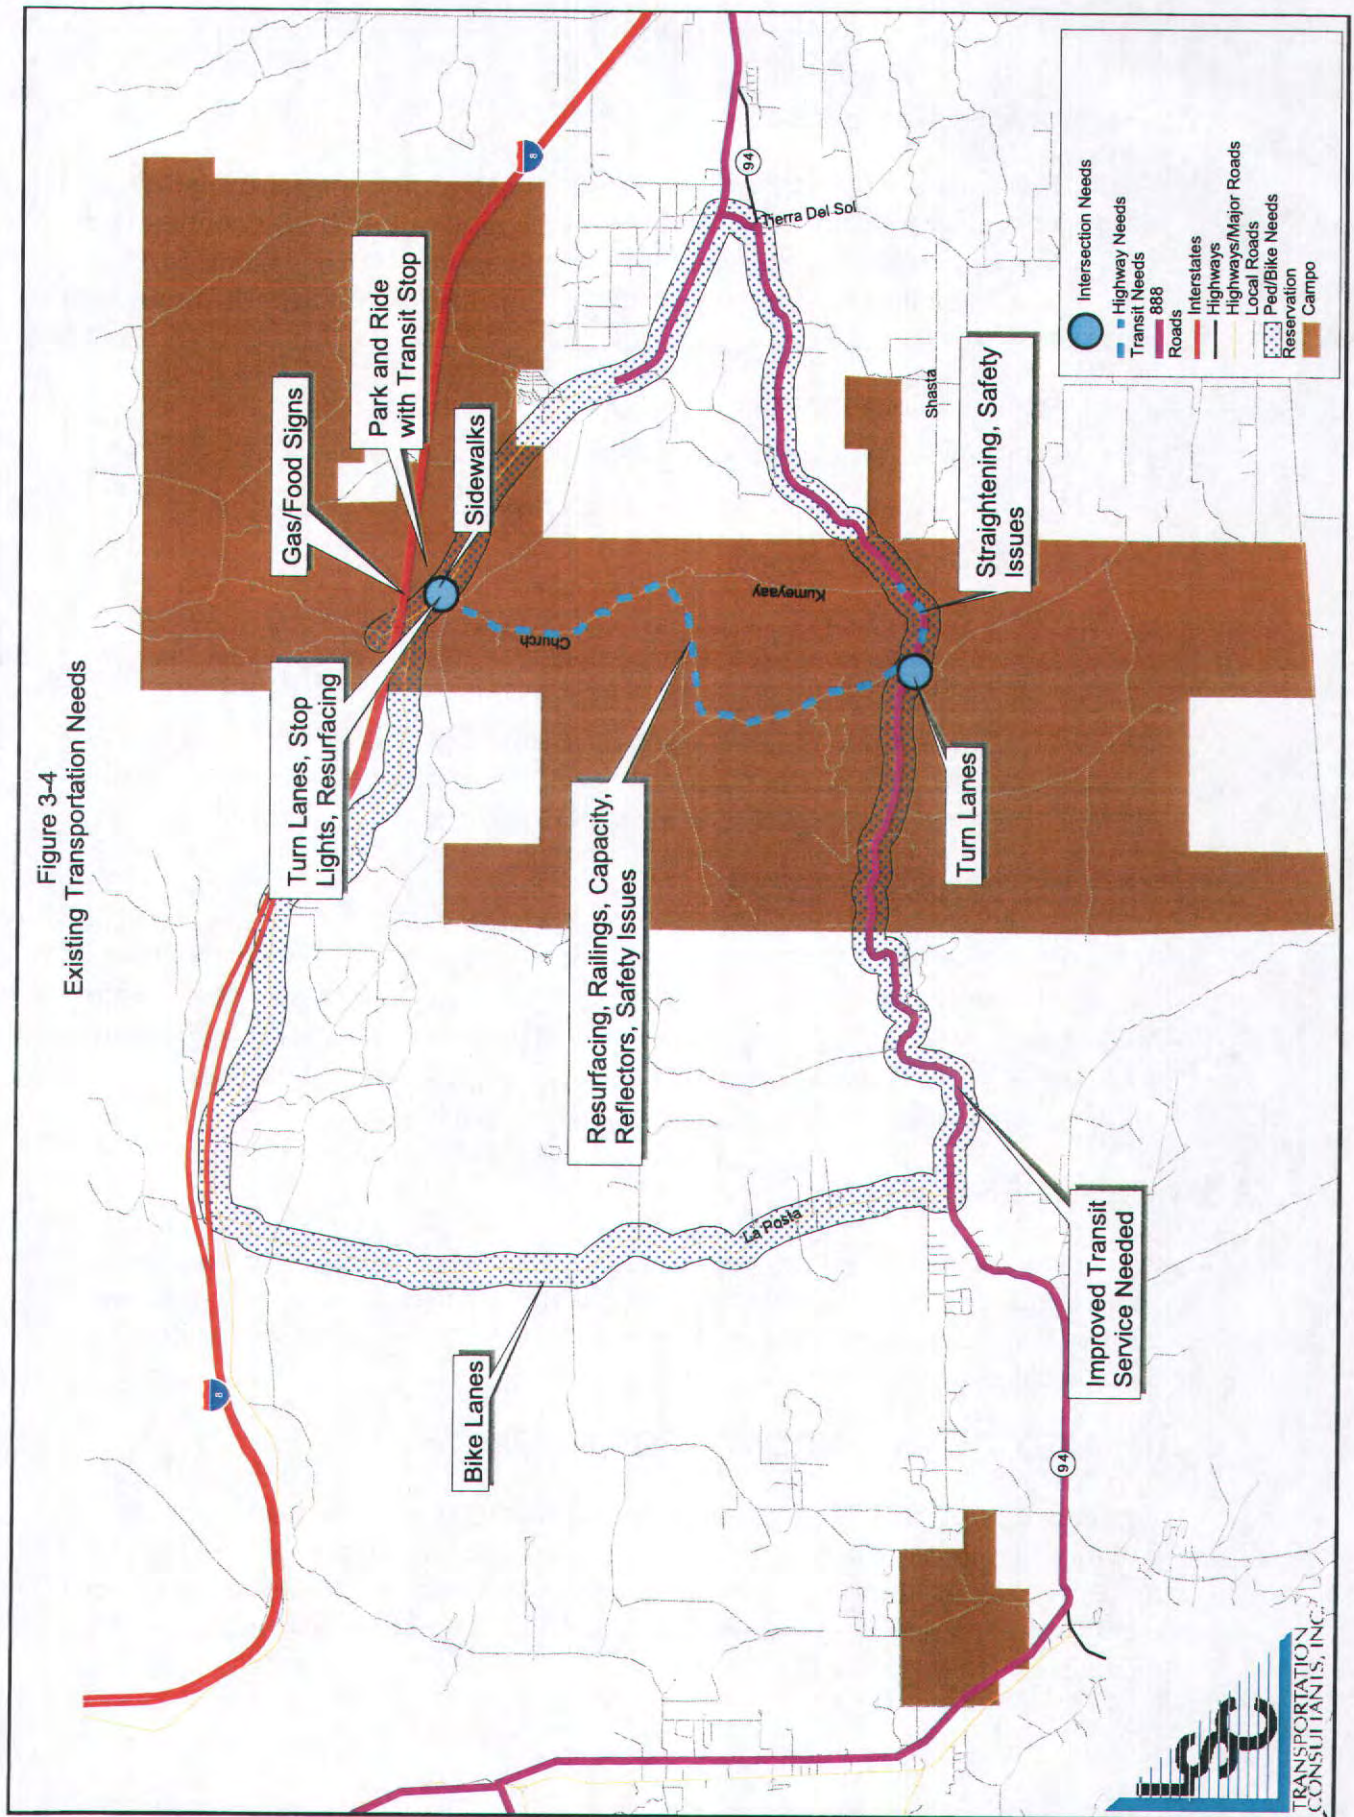 Figure 3-4
Existing Transportation Needs
Gas/Food Signs
Park and Ride
with Transit Stop
Sidewalks
Turn Lanes, Stop
Lights, Resurfacing
8
8
94
Tierra Del Sol
Church
Kumeyaay
Shasta
Resurfacing, Railings, Capacity,
Reflectors, Safety Issues
Straightening, Safety
Issues
Turn Lanes
La Posta
Bike Lanes
Improved Transit
Service Needed
94
Intersection Needs
Highway Needs
Transit Needs
888
Roads
Interstates
Highways
Highways/Major Roads
Local Roads
Ped/Bike Needs
Reservation
Campo
LSC
TRANSPORTATION
CONSULTANTS, INC.